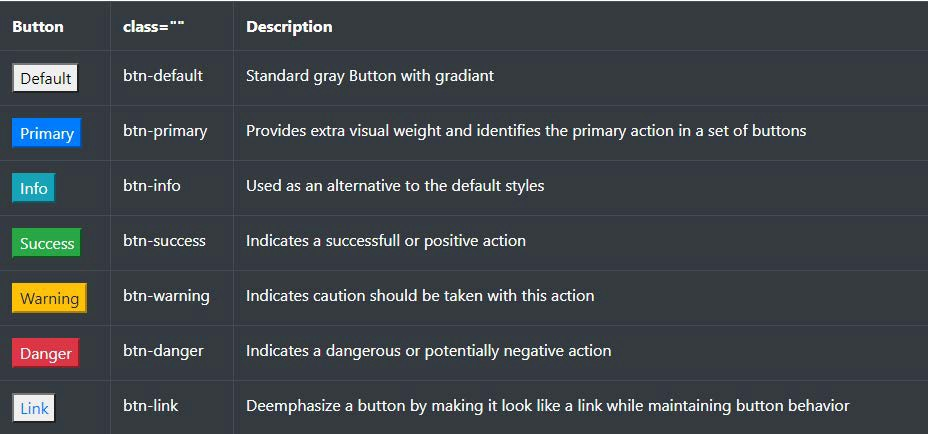 Button class="" Description
Default btn-default Standard gray Button with gradiant
Primary btn-primary Provides extra visual weight and identifies the primary action in a set of buttons
Info btn-info Used as an alternative to the default styles
Success btn-success Indicates a successfull or positive action
Warning btn-warning Indicates caution should be taken with this action
Danger btn-danger Indicates a dangerous or potentially negative action
Link btn-link Deemphasize a button by making it look like a link while maintaining button behavior